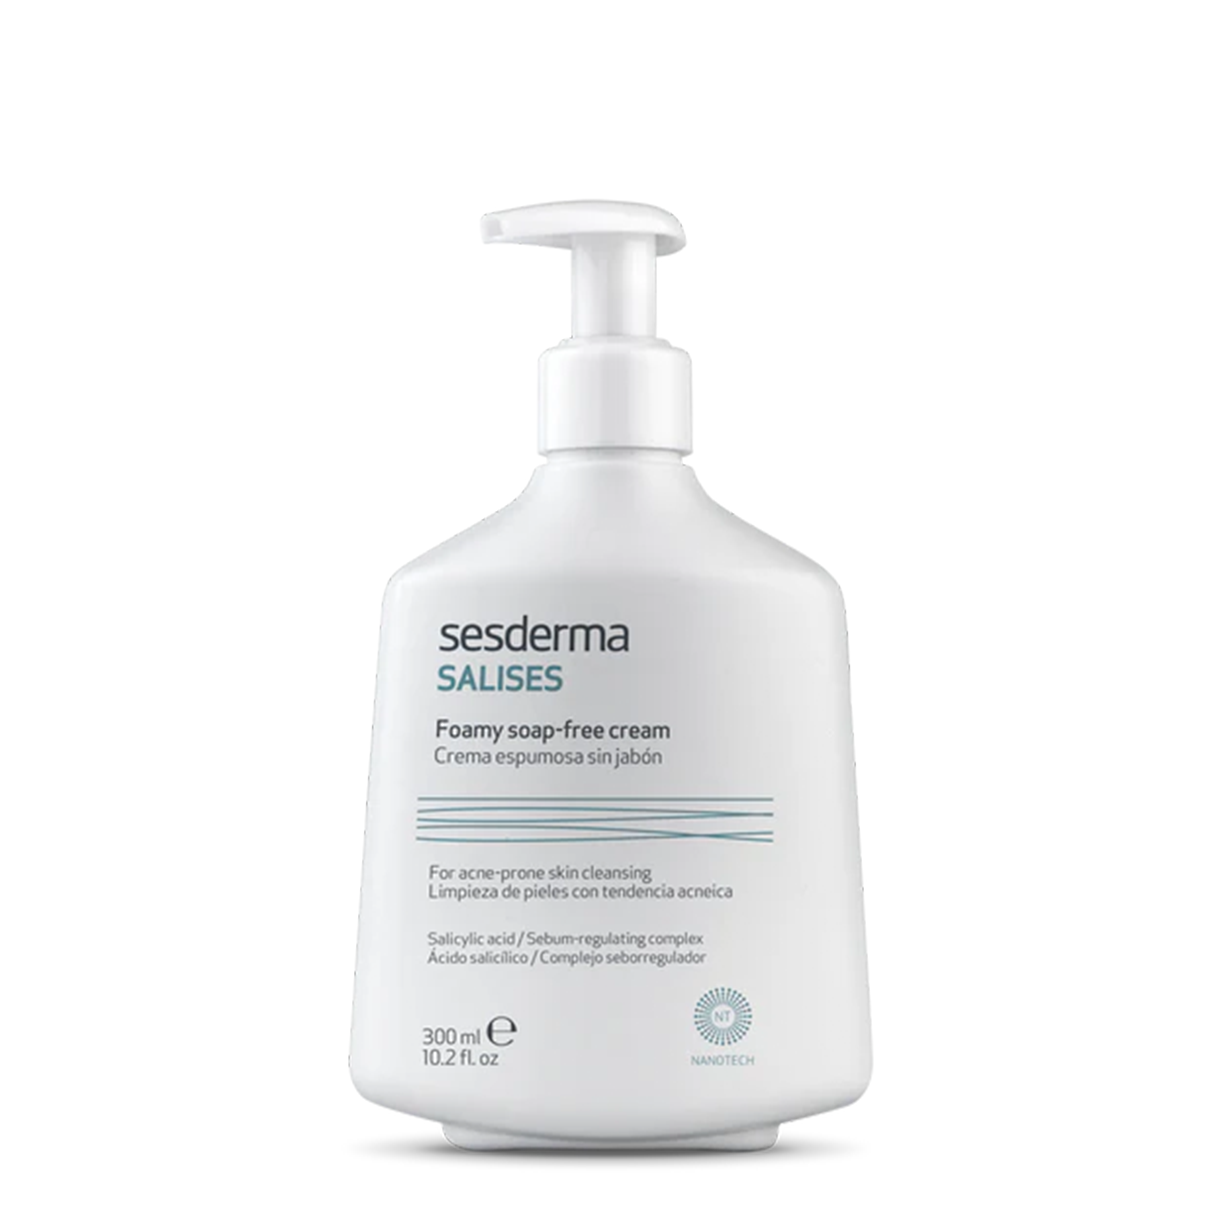 sesderma
SALISES
Foamy soap-free cream
Crema espumosa sin jabón
For acne-prone skin cleansing
Limpieza de pieles con tendencia acneica
Salicylic acid / Sebum-regulating complex
Ácido salicílico / Complejo seborregulador
300 ml ℮
10.2 fl. oz
NT
NANOTECH